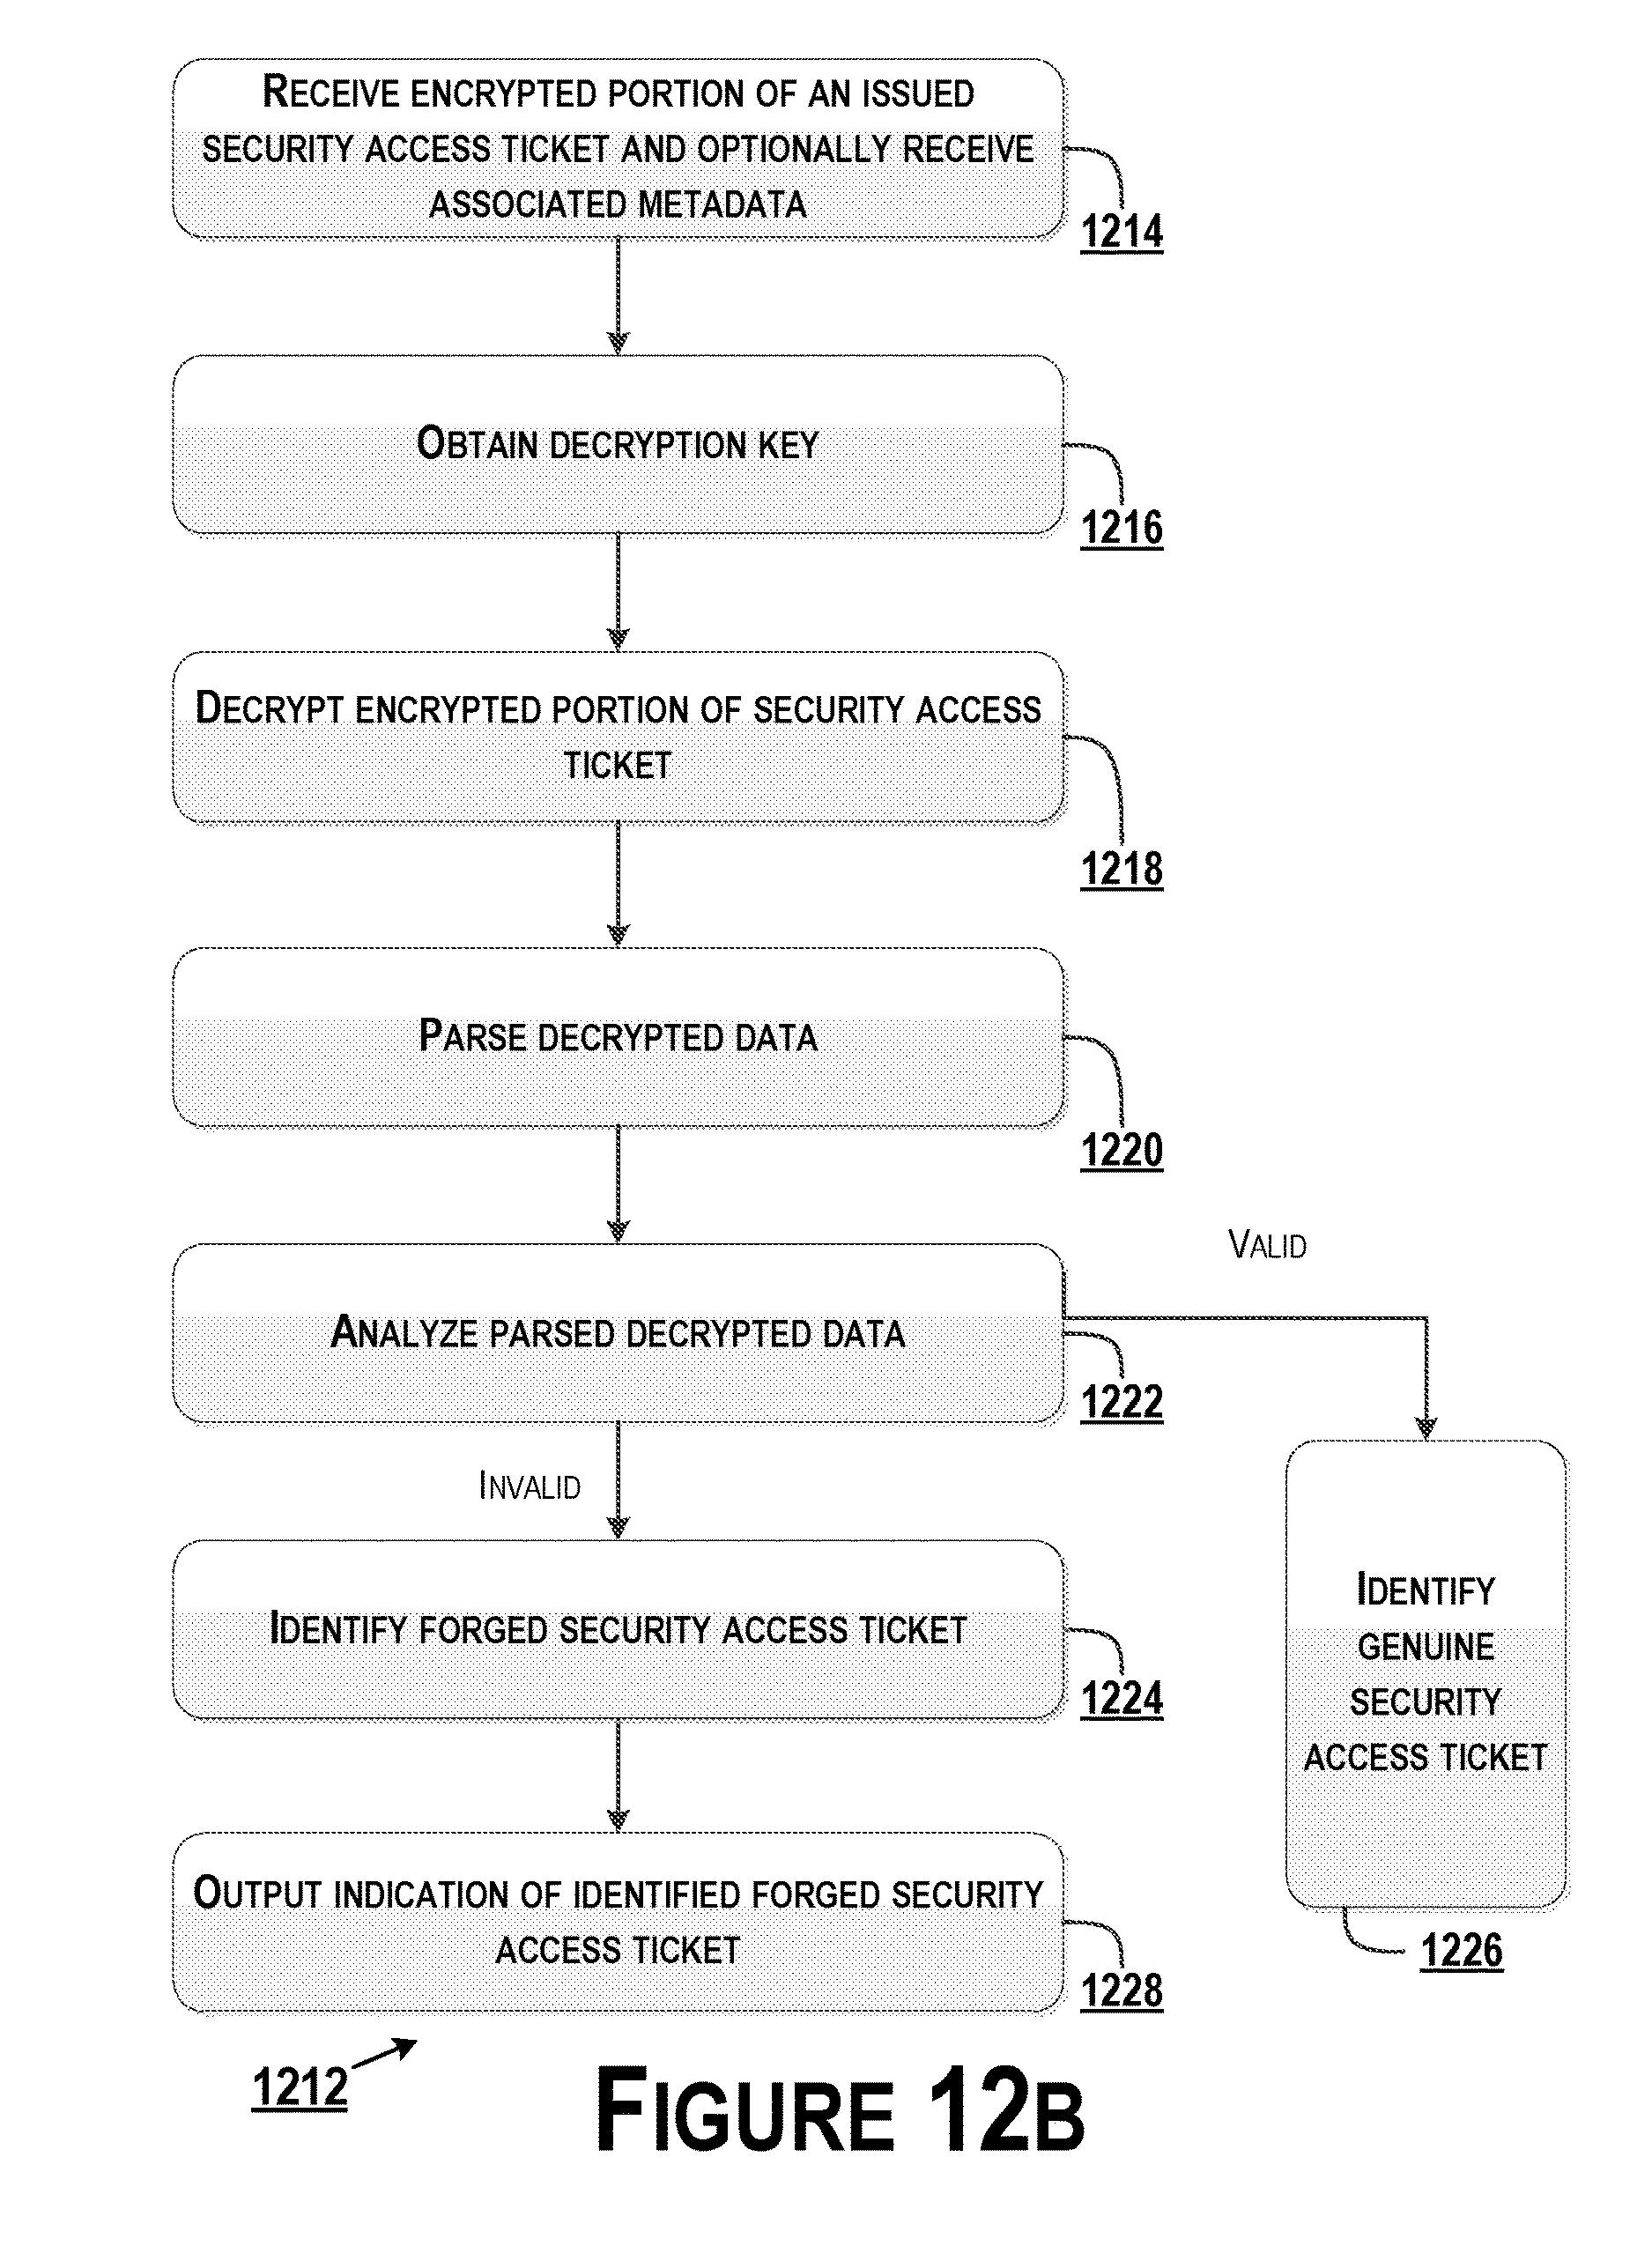 RECEIVE ENCRYPTED PORTION OF AN ISSUED
SECURITY ACCESS TICKET AND OPTIONALLY RECEIVE
ASSOCIATED METADATA
1214
OBTAIN DECRYPTION KEY
1216
DECRYPT ENCRYPTED PORTION OF SECURITY ACCESS
TICKET
1218
PARSE DECRYPTED DATA
1220
VALID
ANALYZE PARSED DECRYPTED DATA
1222
INVALID
IDENTIFY FORGED SECURITY ACCESS TICKET
1224
IDENTIFY
GENUINE
SECURITY
ACCESS TICKET
1226
OUTPUT INDICATION OF IDENTIFIED FORGED SECURITY
ACCESS TICKET
1228
1212
FIGURE 12B